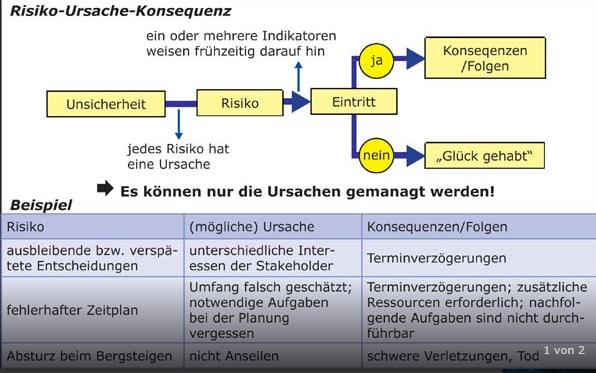 Risiko-Ursache-Konsequenz
ein oder mehrere Indikatoren
weisen frühzeitig darauf hin
ja
Konseqenzen
/Folgen
Unsicherheit
Risiko
Eintritt
jedes Risiko hat
eine Ursache
nein
„Glück gehabt“
Es können nur die Ursachen gemanagt werden!
Beispiel
Risiko
(mögliche) Ursache
Konsequenzen/Folgen
ausbleibende bzw. verspä-
tete Entscheidungen
unterschiedliche Inter-
essen der Stakeholder
Terminverzögerungen
fehlerhafter Zeitplan
Umfang falsch geschätzt;
notwendige Aufgaben
bei der Planung
vergessen
Terminverzögerungen; zusätzliche
Ressourcen erforderlich; nachfol-
gende Aufgaben sind nicht durch-
führbar
Absturz beim Bergsteigen
nicht Anseilen
schwere Verletzungen, Tod
1 von 2